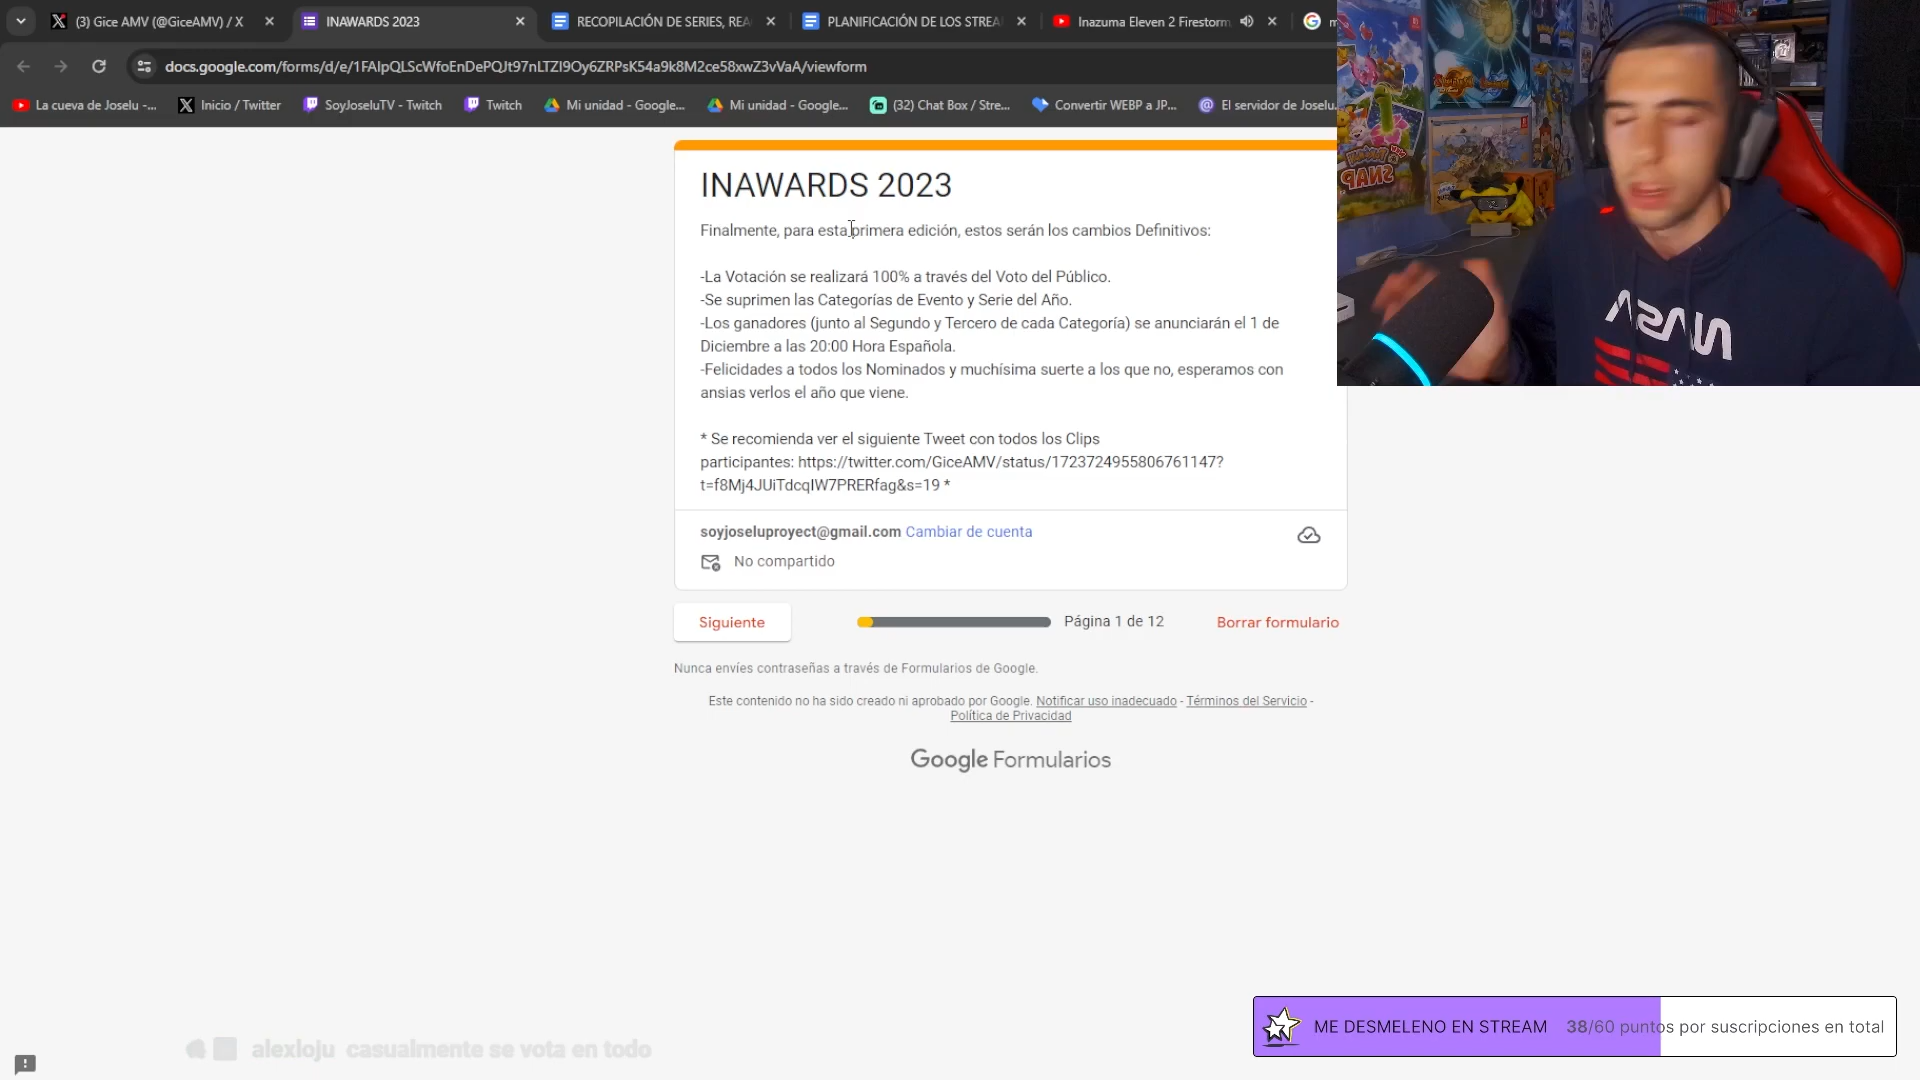 (3) Gice AMV (@GiceAMV) / X
INAWARDS 2023
RECOPILACIÓN DE SERIES, REA
PLANIFICACIÓN DE LOS STREA
Inazuma Eleven 2 Firestorm
docs.google.com/forms/d/e/1FAIpQLScWfoEnDePQJt97nLTZI9Oy6ZRPsK54a9k8M2ce58xwZ3vVaA/viewform
La cueva de Joselu -...
Inicio / Twitter
SoyJoseluTV - Twitch
Twitch
Mi unidad - Google...
Mi unidad - Google...
(32) Chat Box / Stre...
Convertir WEBP a JP...
El servidor de Joselu
INAWARDS 2023
Finalmente, para esta primera edición, estos serán los cambios Definitivos:
-La Votación se realizará 100% a través del Voto del Público.
-Se suprimen las Categorías de Evento y Serie del Año.
-Los ganadores (junto al Segundo y Tercero de cada Categoría) se anunciarán el 1 de
Diciembre a las 20:00 Hora Española.
-Felicidades a todos los Nominados y muchísima suerte a los que no, esperamos con
ansias verlos el año que viene.
* Se recomienda ver el siguiente Tweet con todos los Clips
participantes: https://twitter.com/GiceAMV/status/1723724955806761147?
t=f8Mj4JUiTdcqIW7PRERfag&s=19 *
soyjoseluproyect@gmail.com Cambiar de cuenta
No compartido
Siguiente
Página 1 de 12
Borrar formulario
Nunca envíes contraseñas a través de Formularios de Google.
Este contenido no ha sido creado ni aprobado por Google. Notificar uso inadecuado - Términos del Servicio -
Política de Privacidad
Google Formularios
SNAP
NASA
ME DESMELENO EN STREAM 38/60 puntos por suscripciones en total
alexloju casualmente se vota en todo